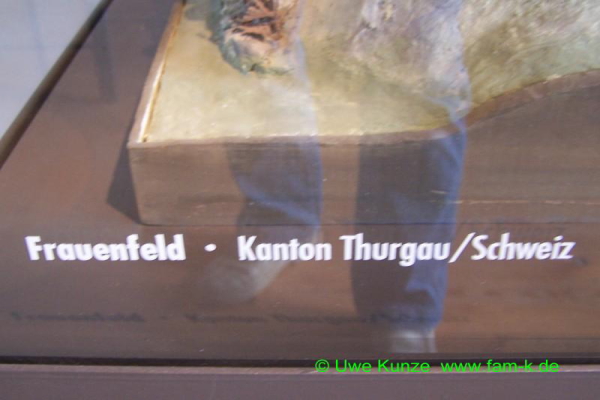 Frauenfeld · Kanton Thurgau/Schweiz
© Uwe Kunze www.fam-k.de